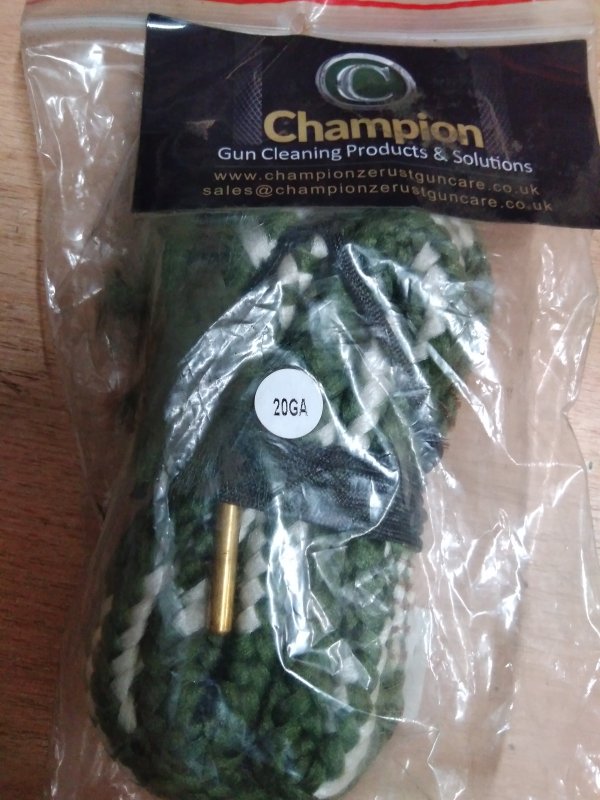 C
Champion
Gun Cleaning Products & Solutions
www.championzerustguncare.co.uk
sales@championzerustguncare.co.uk
20GA